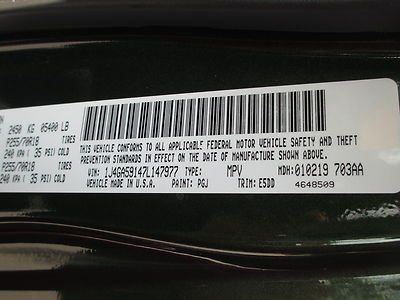 2450 KG 05400 LB
P255/70R18 TIRES
240 KPA ( 35 PSI) COLD
P255/70R18 TIRES
240 KPA ( 35 PSI) COLD
THIS VEHICLE CONFORMS TO ALL APPLICABLE FEDERAL MOTOR VEHICLE SAFETY AND THEFT
PREVENTION STANDARDS IN EFFECT ON THE DATE OF MANUFACTURE SHOWN ABOVE.
VIN: 1J4GA59147L147977 TYPE: MPV MDH: 010219 703AA
VEHICLE MADE IN U.S.A. PAINT: PGJ TRIM: E5DD 4648509